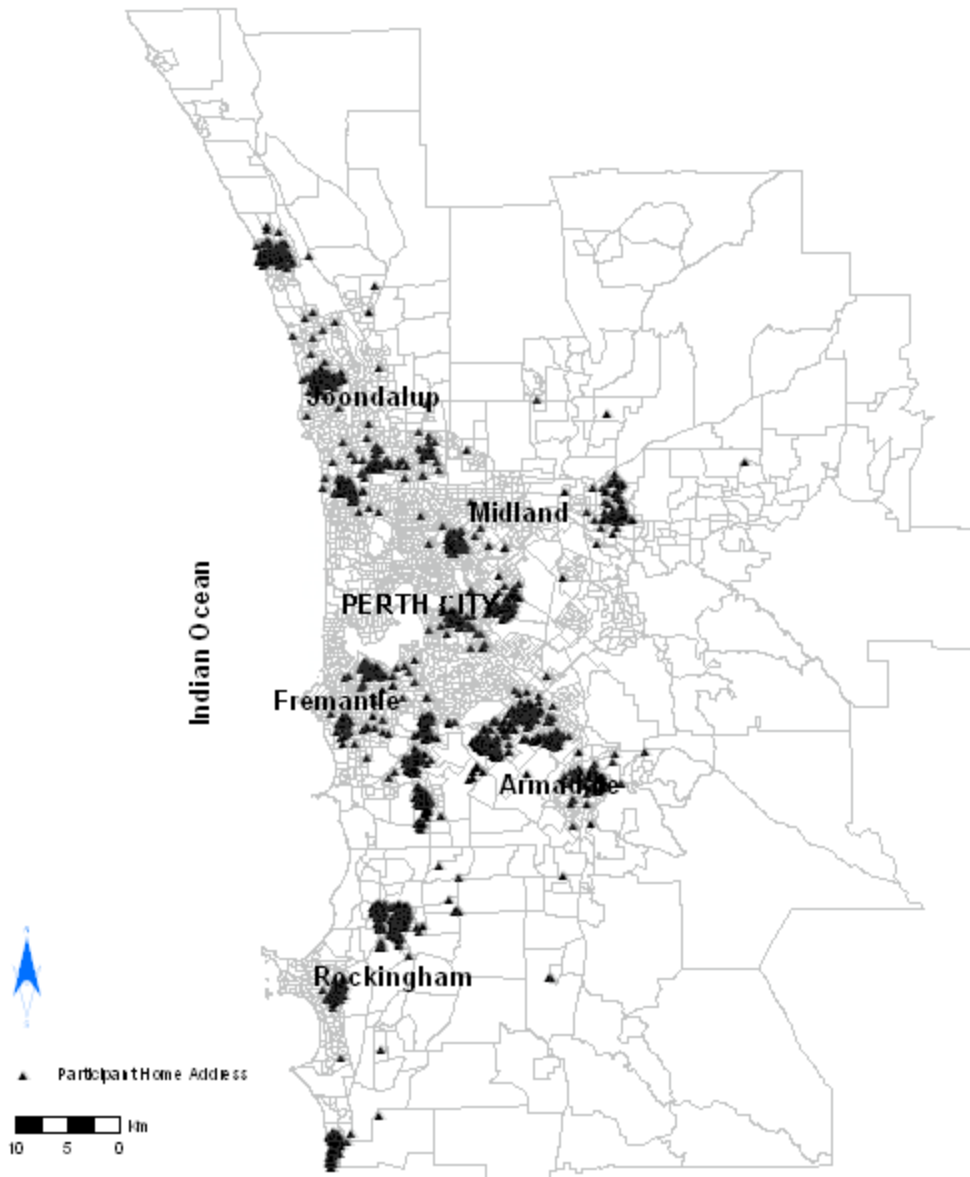 Joondalup
Midland
PERTH CITY
Indian Ocean
Fremantle
Armadale
Rockingham
Participant Home Address
km
10 5 0